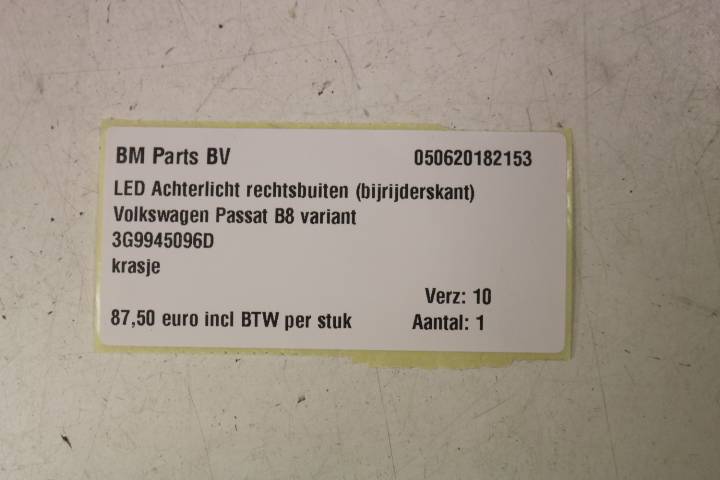 BM Parts BV 050620182153
LED Achterlicht rechtsbuiten (bijrijderskant)
Volkswagen Passat B8 variant
3G9945096D
krasje
Verz: 10
87,50 euro incl BTW per stuk Aantal: 1